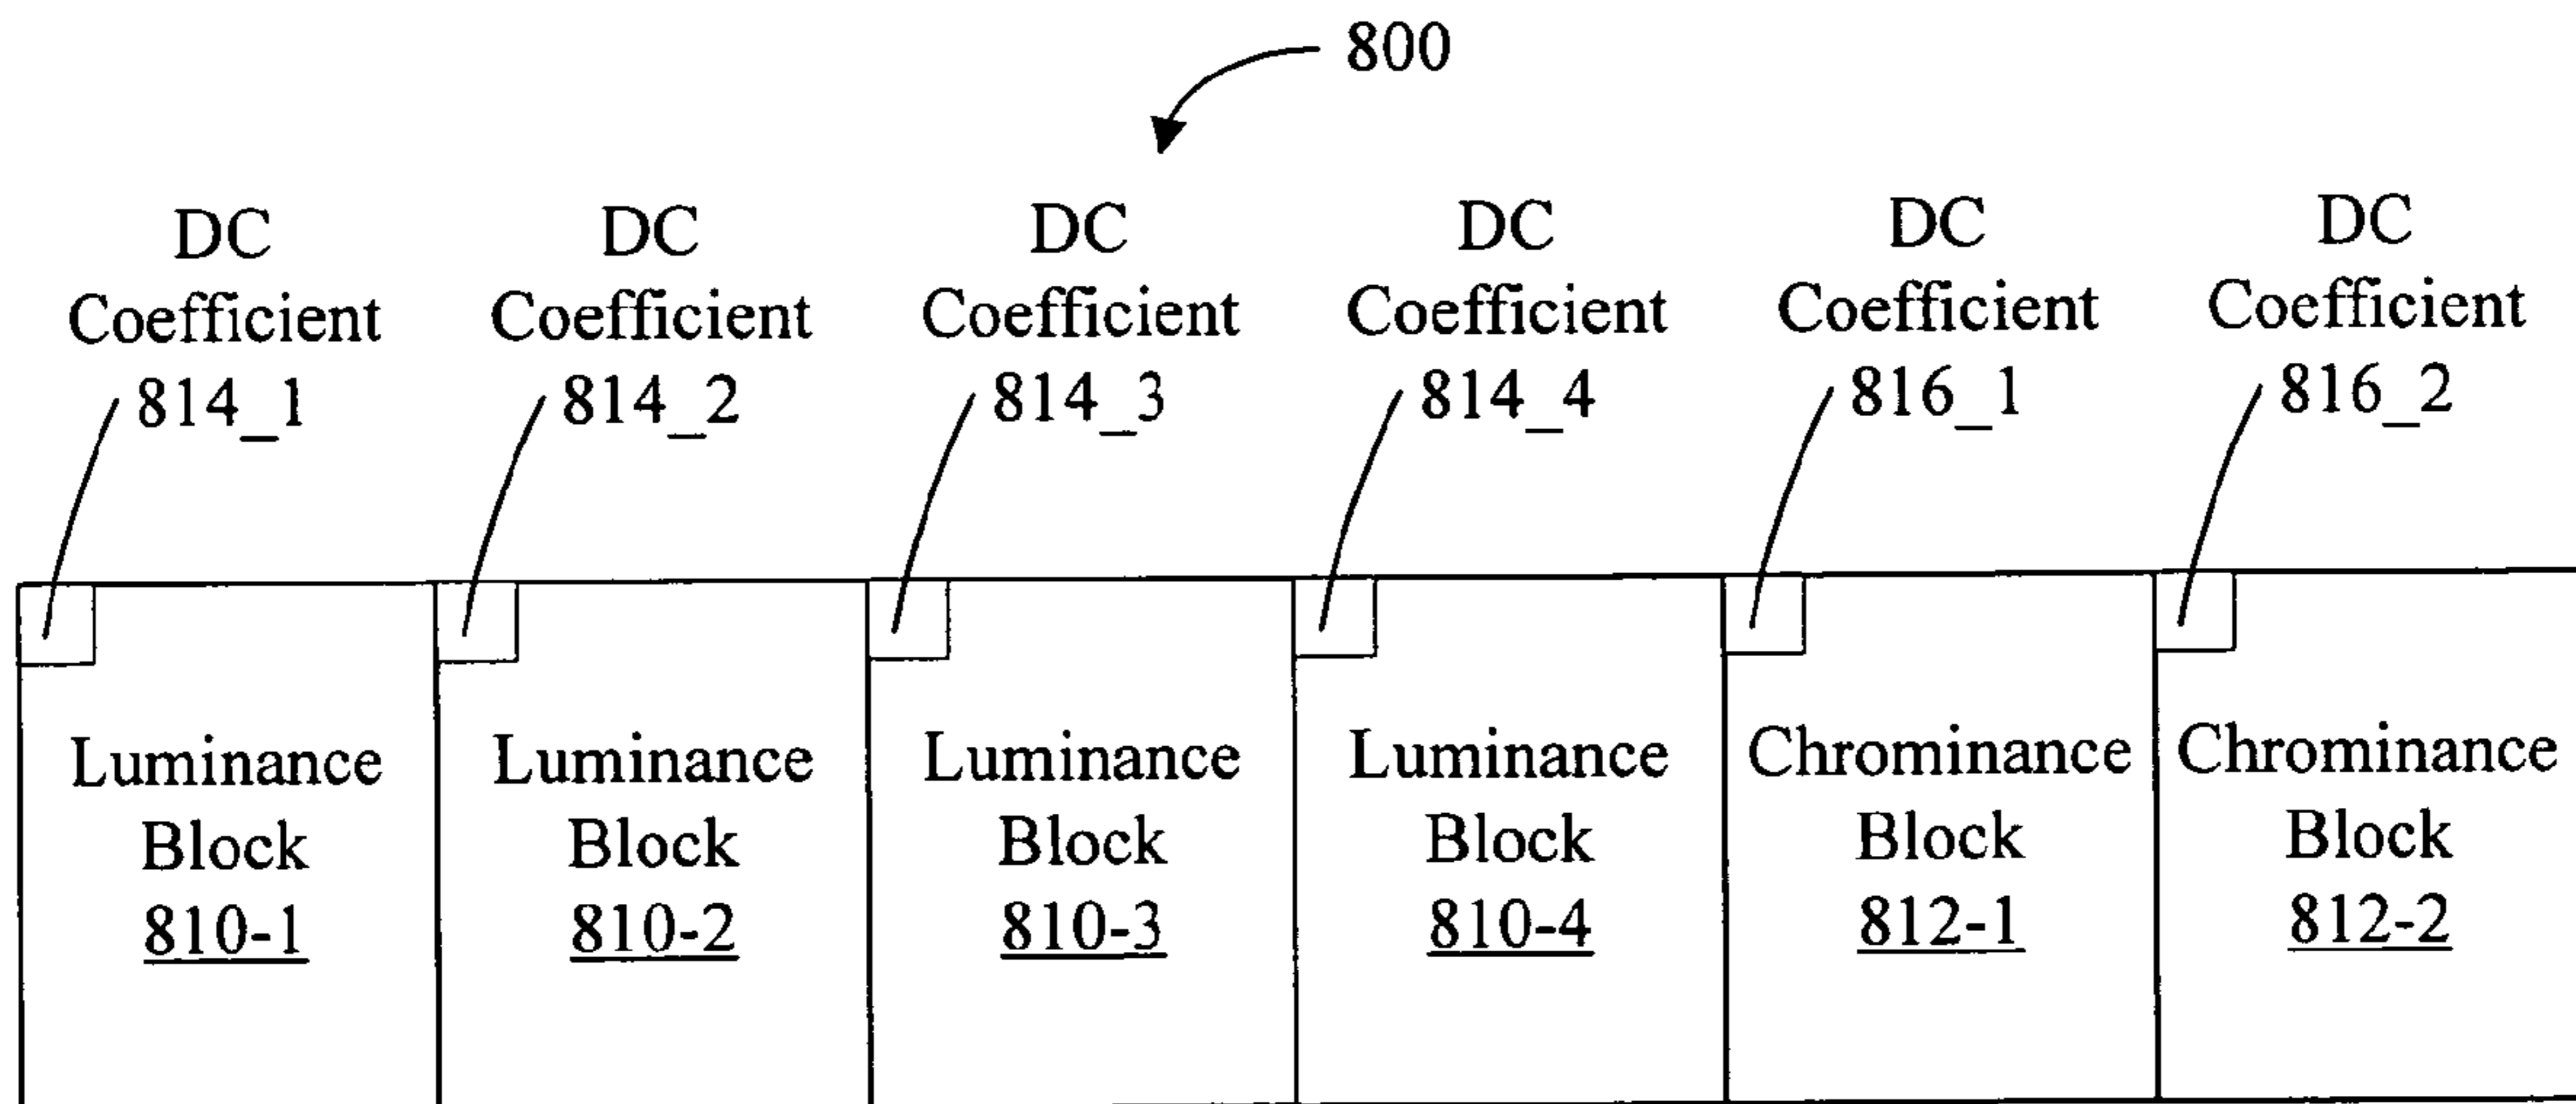 800
DC
Coefficient
814_1
DC
Coefficient
814_2
DC
Coefficient
814_3
DC
Coefficient
814_4
DC
Coefficient
816_1
DC
Coefficient
816_2
Luminance
Block
810-1
Luminance
Block
810-2
Luminance
Block
810-3
Luminance
Block
810-4
Chrominance
Block
812-1
Chrominance
Block
812-2